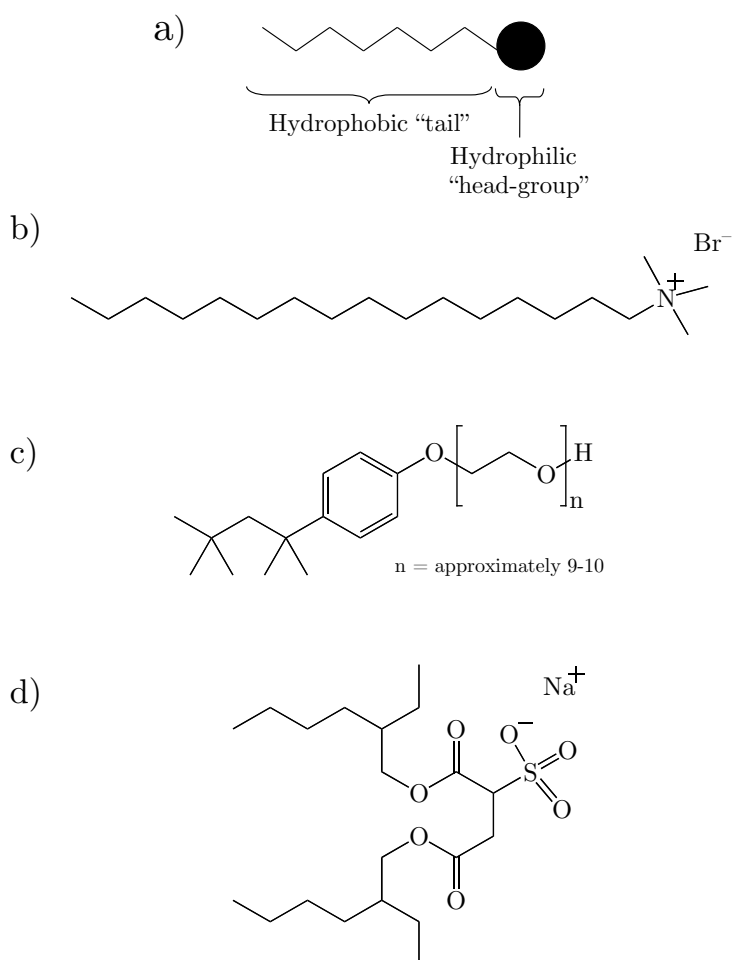 a)
Hydrophobic “tail”
Hydrophilic
“head-group”
b)
Br−
N+
c)
O
O
H
n
n = approximately 9-10
d)
Na+
O
O−
O
S
O
O
O
O